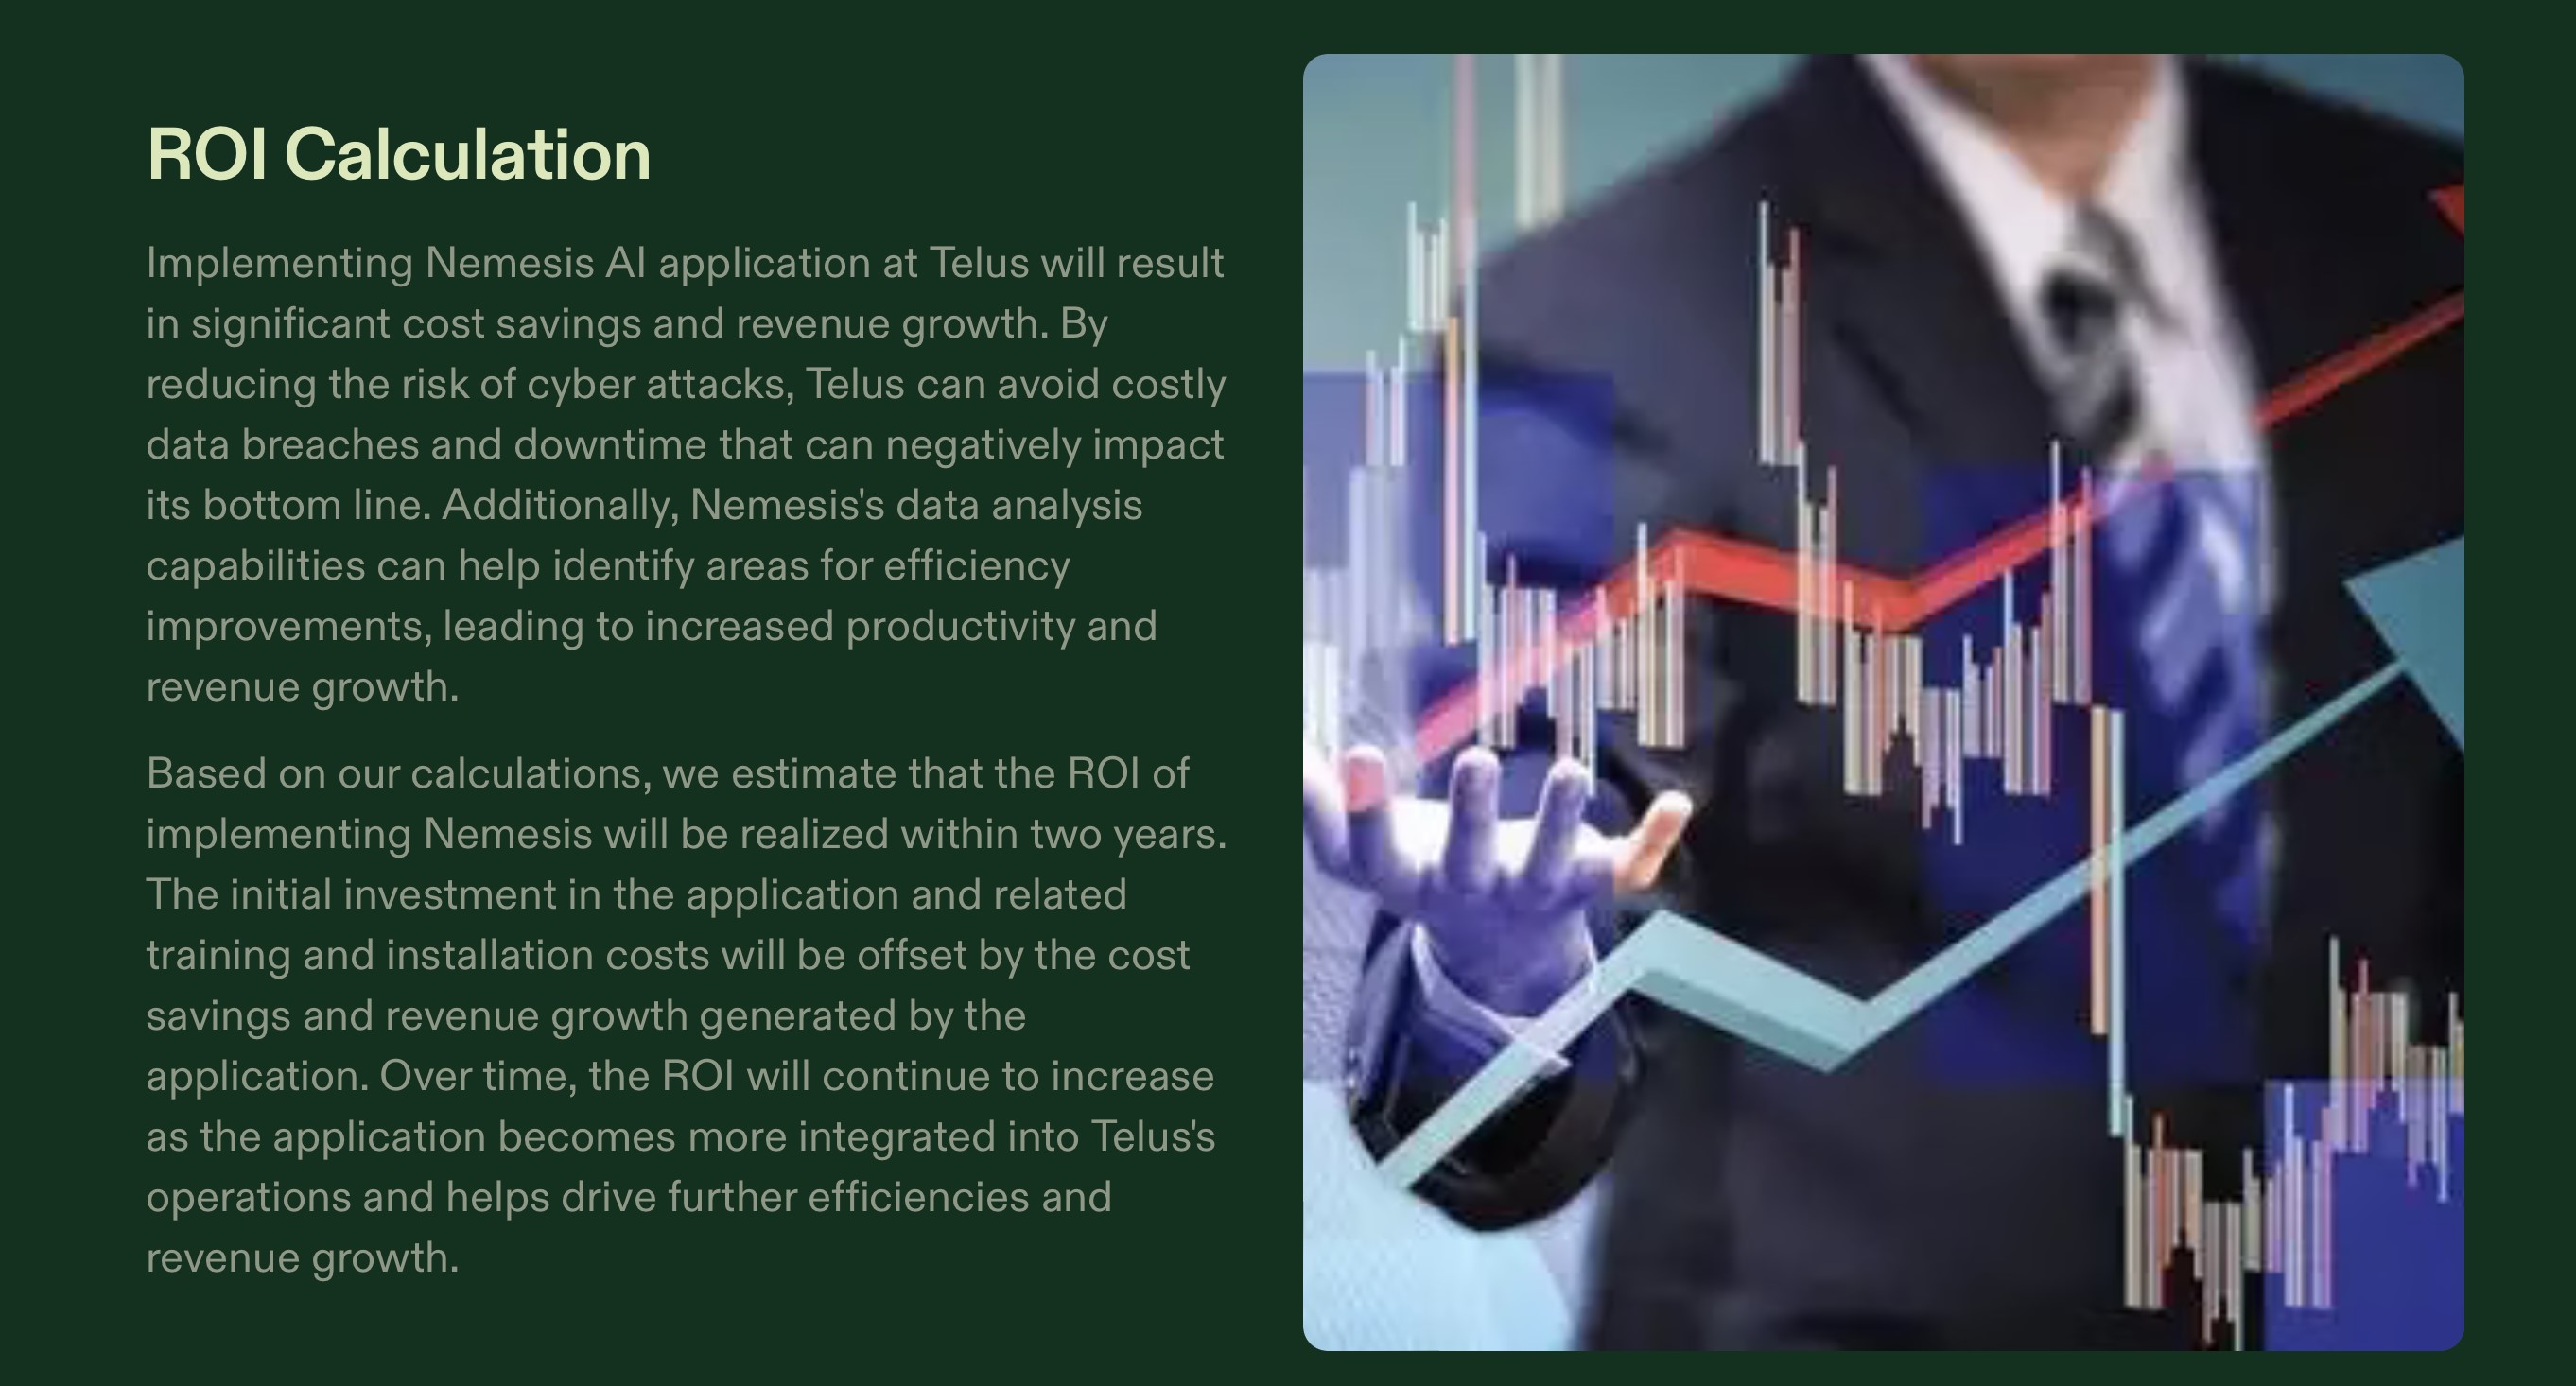 ROI Calculation
Implementing Nemesis AI application at Telus will result
in significant cost savings and revenue growth. By
reducing the risk of cyber attacks, Telus can avoid costly
data breaches and downtime that can negatively impact
its bottom line. Additionally, Nemesis's data analysis
capabilities can help identify areas for efficiency
improvements, leading to increased productivity and
revenue growth.
Based on our calculations, we estimate that the ROI of
implementing Nemesis will be realized within two years.
The initial investment in the application and related
training and installation costs will be offset by the cost
savings and revenue growth generated by the
application. Over time, the ROI will continue to increase
as the application becomes more integrated into Telus's
operations and helps drive further efficiencies and
revenue growth.